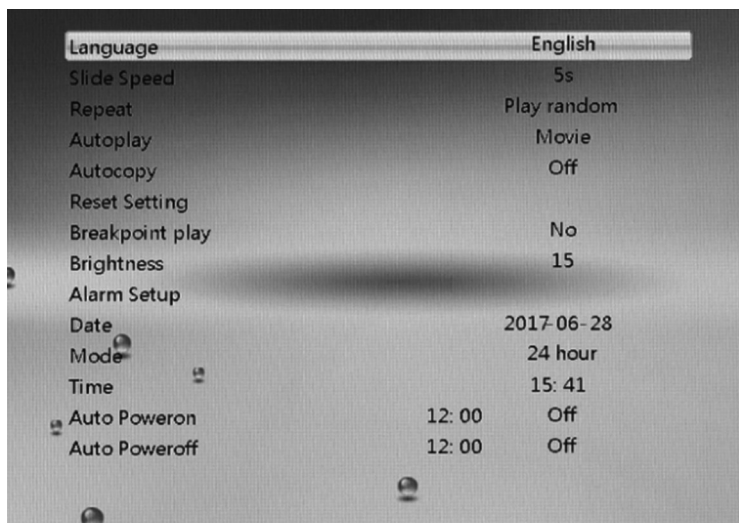 Language English
Slide Speed 5s
Repeat Play random
Autoplay Movie
Autocopy Off
Reset Setting
Breakpoint play No
Brightness 15
Alarm Setup
Date 2017-06-28
Mode 24 hour
Time 15: 41
Auto Poweron 12: 00 Off
Auto Poweroff 12: 00 Off